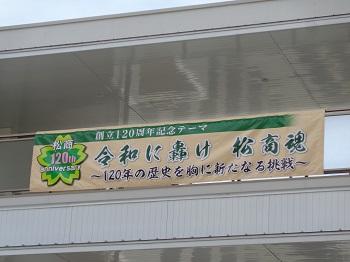 創立120周年記念テーマ
松商
120th
anniversary
令和に轟け 松商魂
～120年の歴史を胸に新たなる挑戦～